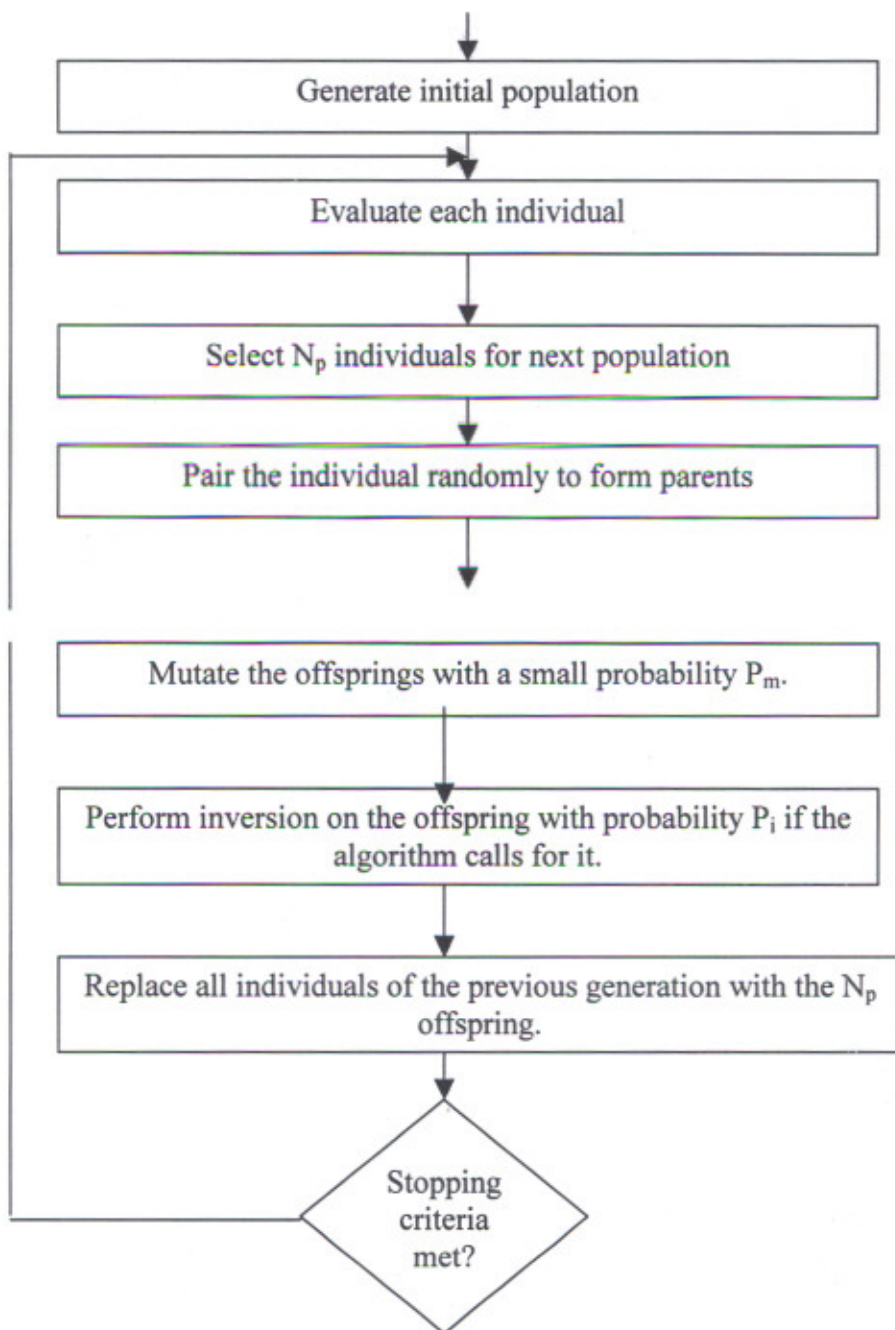 Generate initial population
Evaluate each individual
Select Np individuals for next population
Pair the individual randomly to form parents
Mutate the offsprings with a small probability Pm.
Perform inversion on the offspring with probability Pi if the
algorithm calls for it.
Replace all individuals of the previous generation with the Np
offspring.
Stopping
criteria
met?